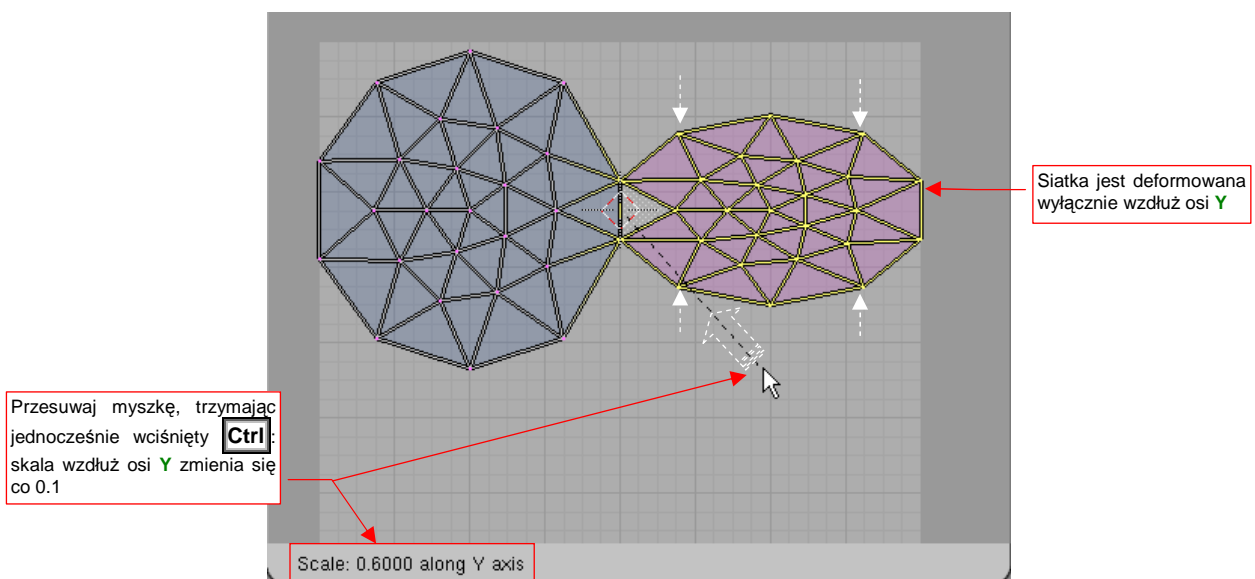 Siatka jest deformowana
wyłącznie wzdłuż osi Y
Przesuwaj myszkę, trzymając
jednocześnie wciśnięty Ctrl:
skala wzdłuż osi Y zmienia się
co 0.1
Scale: 0.6000 along Y axis